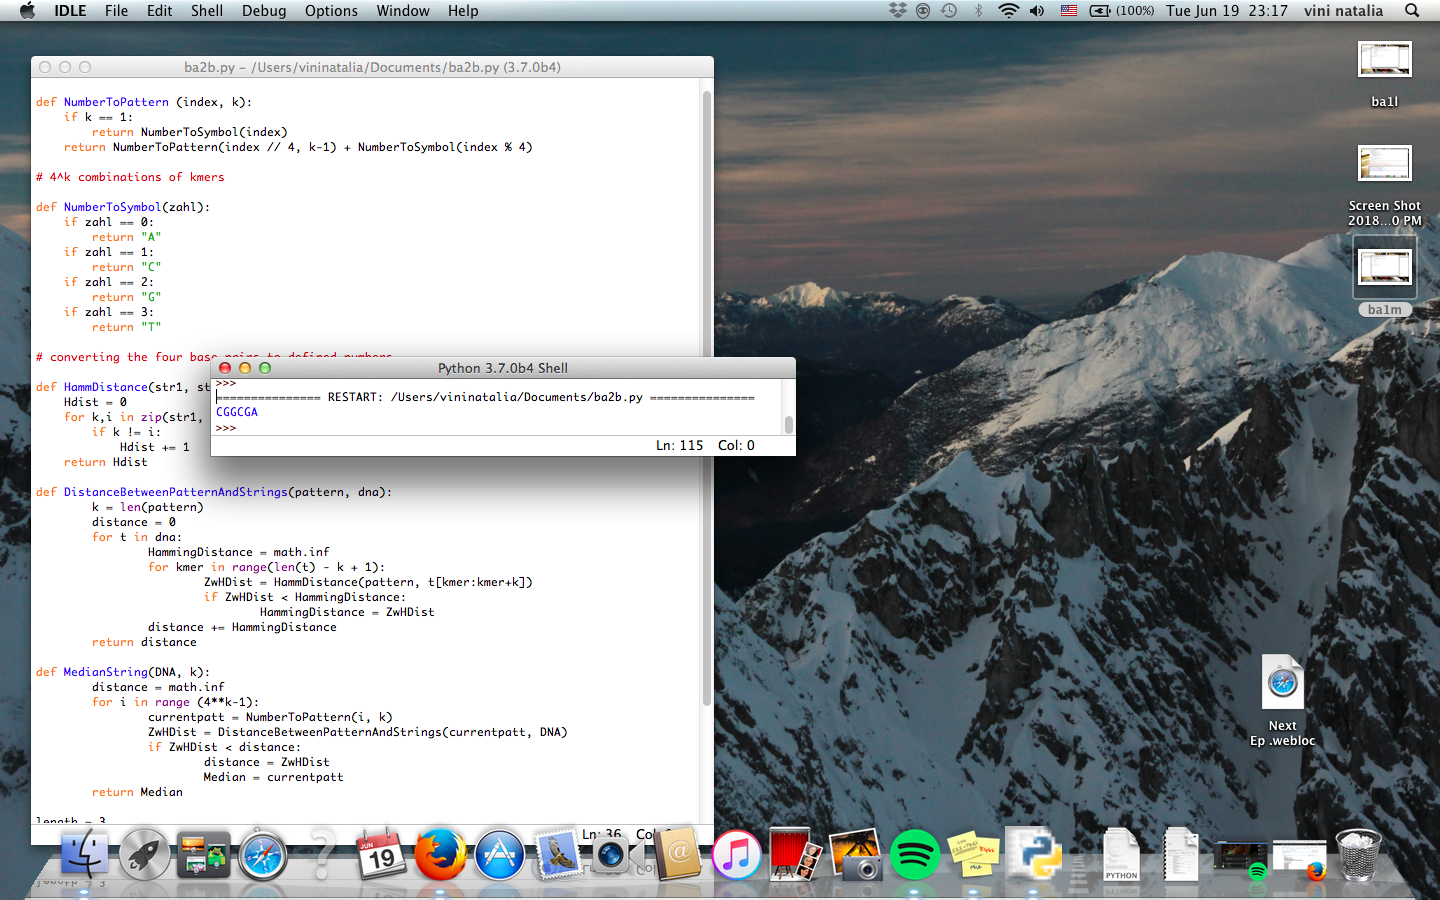 IDLE File Edit Shell Debug Options Window Help (100%) Tue Jun 19 23:17 vini natalia
ba2b.py – /Users/vininatalia/Documents/ba2b.py (3.7.0b4)
def NumberToPattern (index, k):
if k == 1:
return NumberToSymbol(index)
return NumberToPattern(index // 4, k-1) + NumberToSymbol(index % 4)
# 4^k combinations of kmers
def NumberToSymbol(zahl):
if zahl == 0:
return "A"
if zahl == 1:
return "C"
if zahl == 2:
return "G"
if zahl == 3:
return "T"
# converting the four base pairs to defined numbers
def HammDistance(str1, st
Hdist = 0
for k,i in zip(str1,
if k != i:
Hdist += 1
return Hdist
def DistanceBetweenPatternAndStrings(pattern, dna):
k = len(pattern)
distance = 0
for t in dna:
HammingDistance = math.inf
for kmer in range(len(t) - k + 1):
ZwHDist = HammDistance(pattern, t[kmer:kmer+k])
if ZwHDist < HammingDistance:
HammingDistance = ZwHDist
distance += HammingDistance
return distance
def MedianString(DNA, k):
distance = math.inf
for i in range (4**k-1):
currentpatt = NumberToPattern(i, k)
ZwHDist = DistanceBetweenPatternAndStrings(currentpatt, DNA)
if ZwHDist < distance:
distance = ZwHDist
Median = currentpatt
return Median
length = 3
Ln: 36
Python 3.7.0b4 Shell
>>>
=============== RESTART: /Users/vininatalia/Documents/ba2b.py ===============
CGGCGA
>>>
Ln: 115 Col: 0
ba1l
Screen Shot
2018...0 PM
ba1m
Next
Ep .webloc
JUN
19
PYTHON